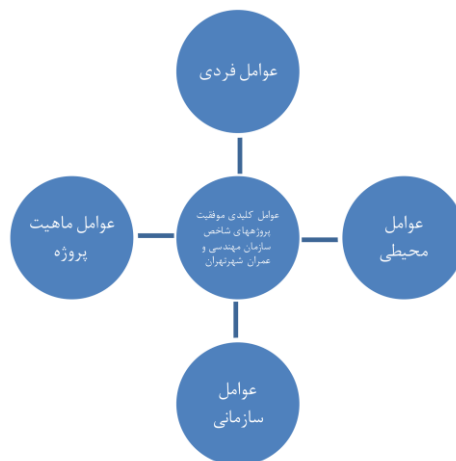 عوامل فردی
عوامل ماهیت
پروژه
عوامل کلیدی موفقیت
پروژههای شاخص
سازمان مهندسی و
عمران شهرتهران
عوامل
محیطی
عوامل
سازمانی